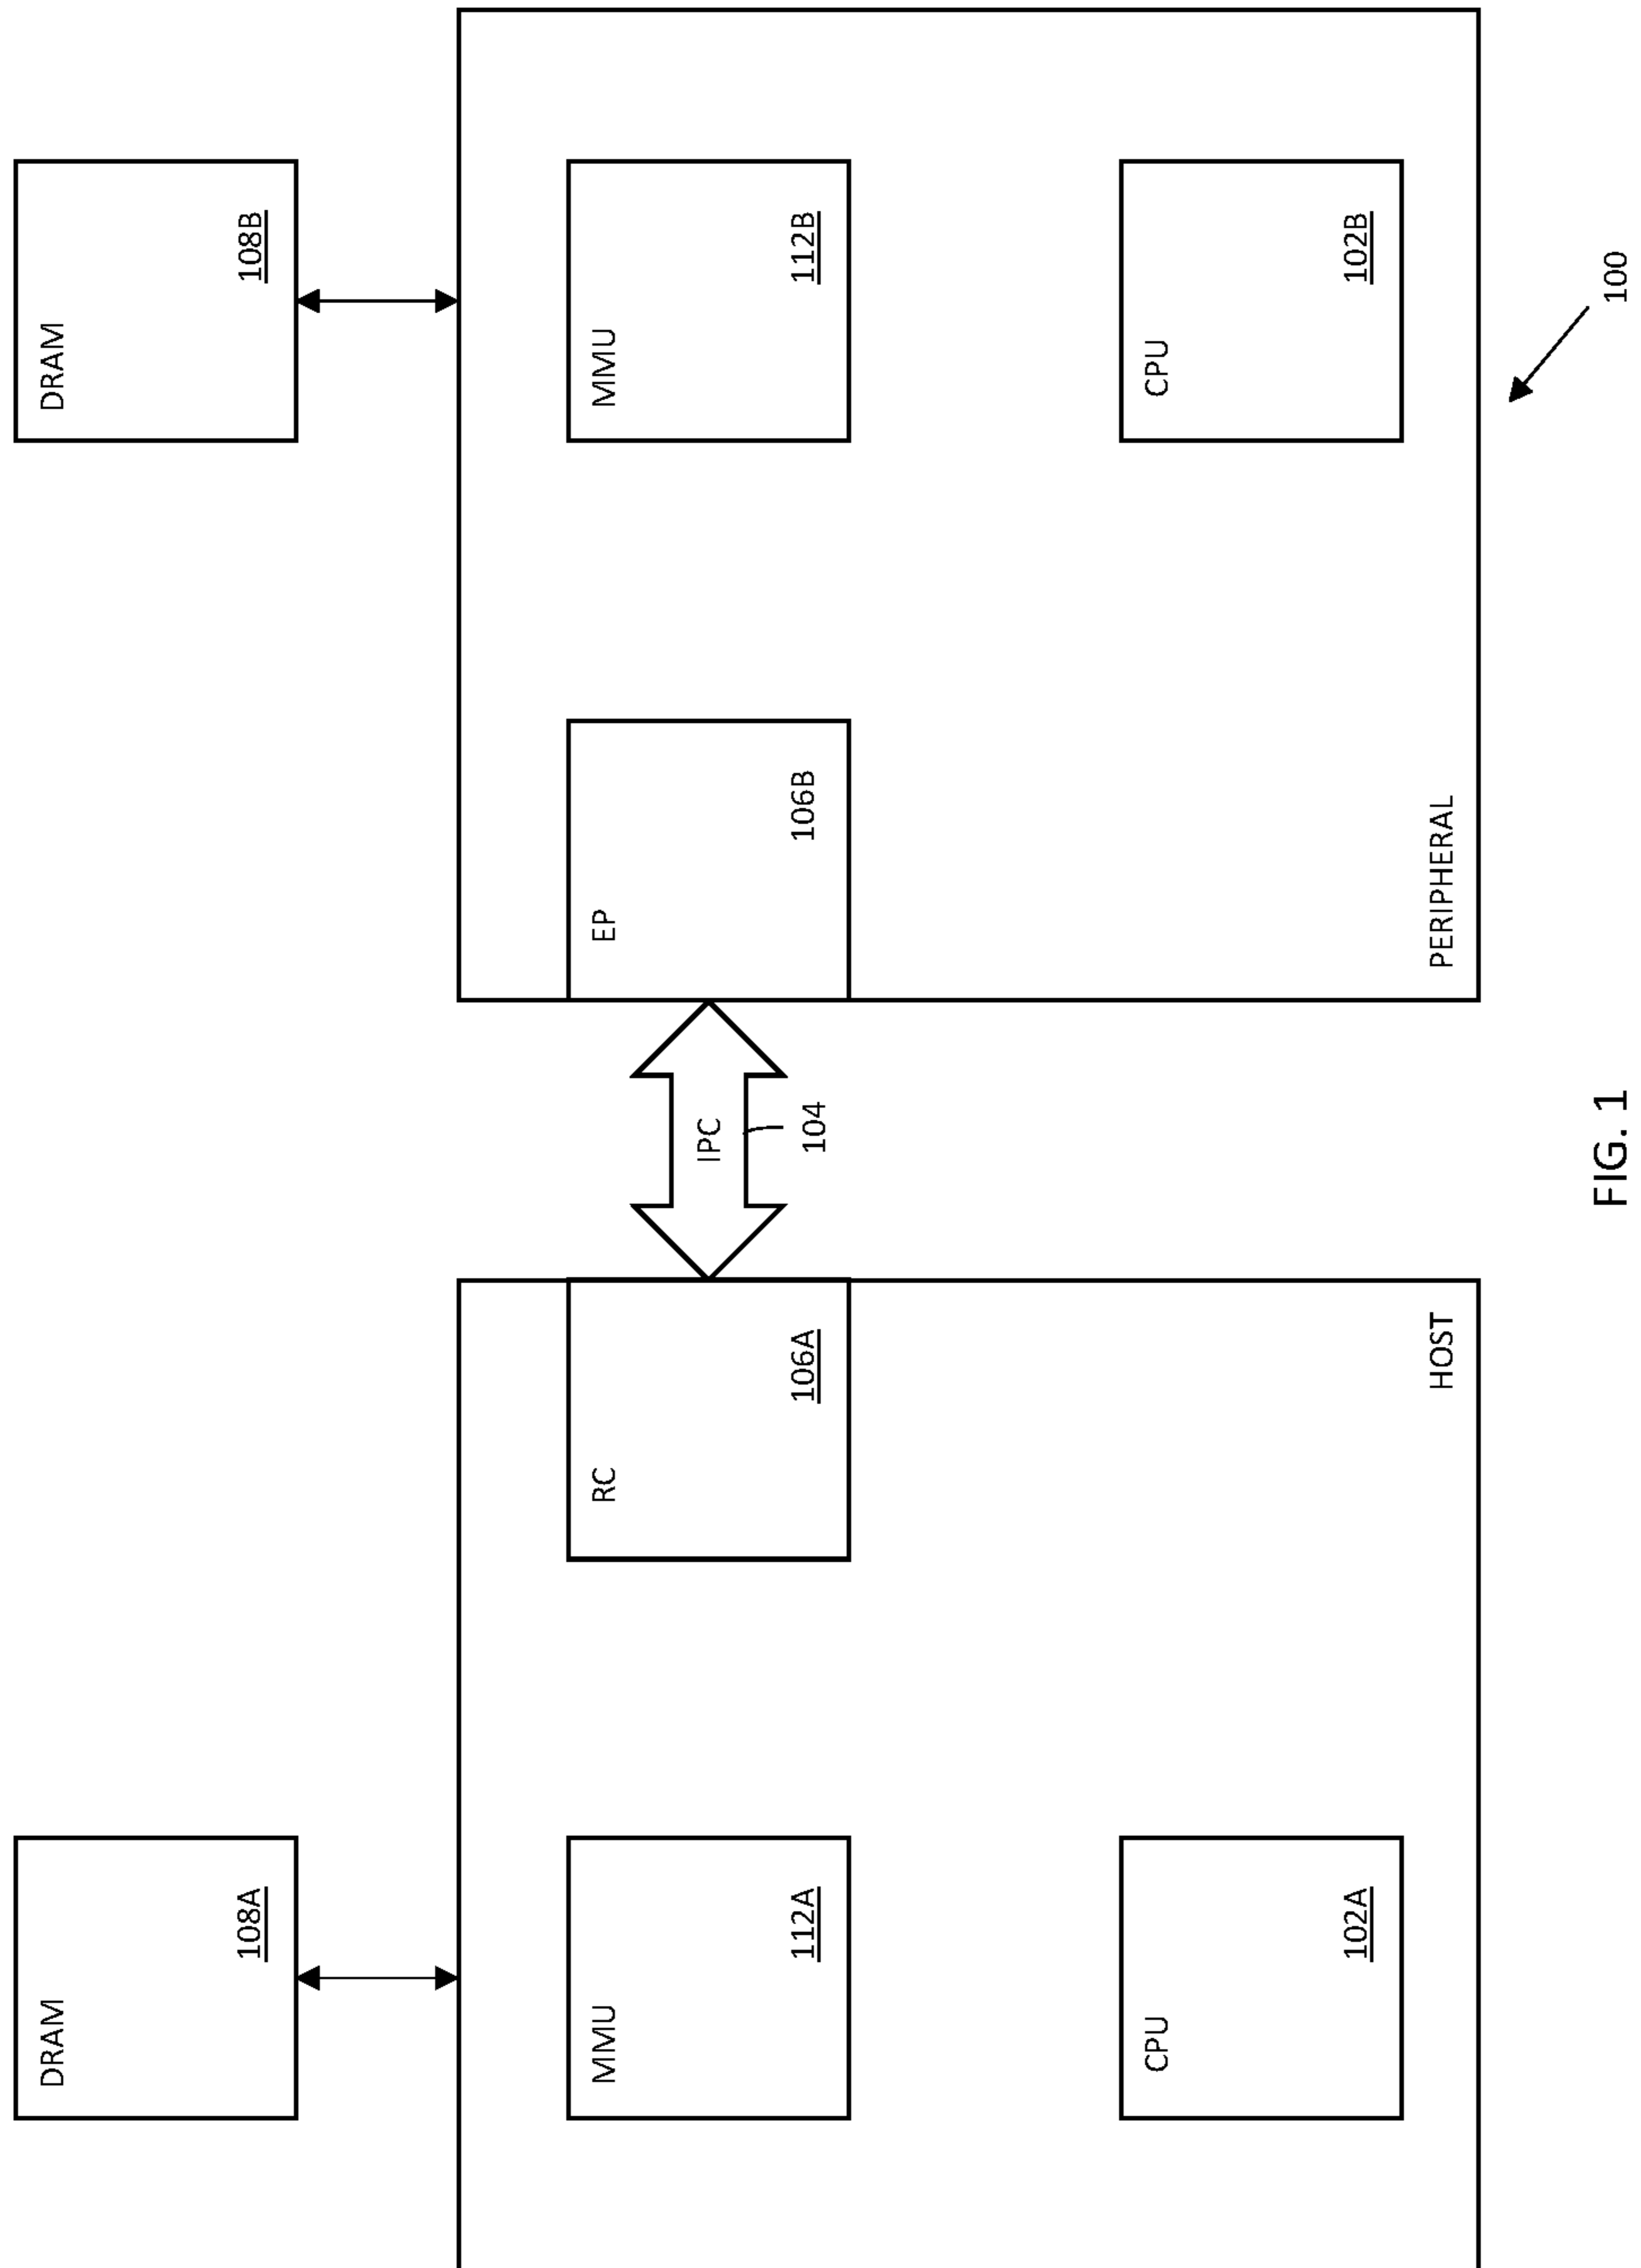 DRAM
108A
DRAM
108B
MMU
112A
RC
106A
IPC
104
EP
106B
MMU
112B
CPU
102A
CPU
102B
HOST
PERIPHERAL
100
FIG. 1